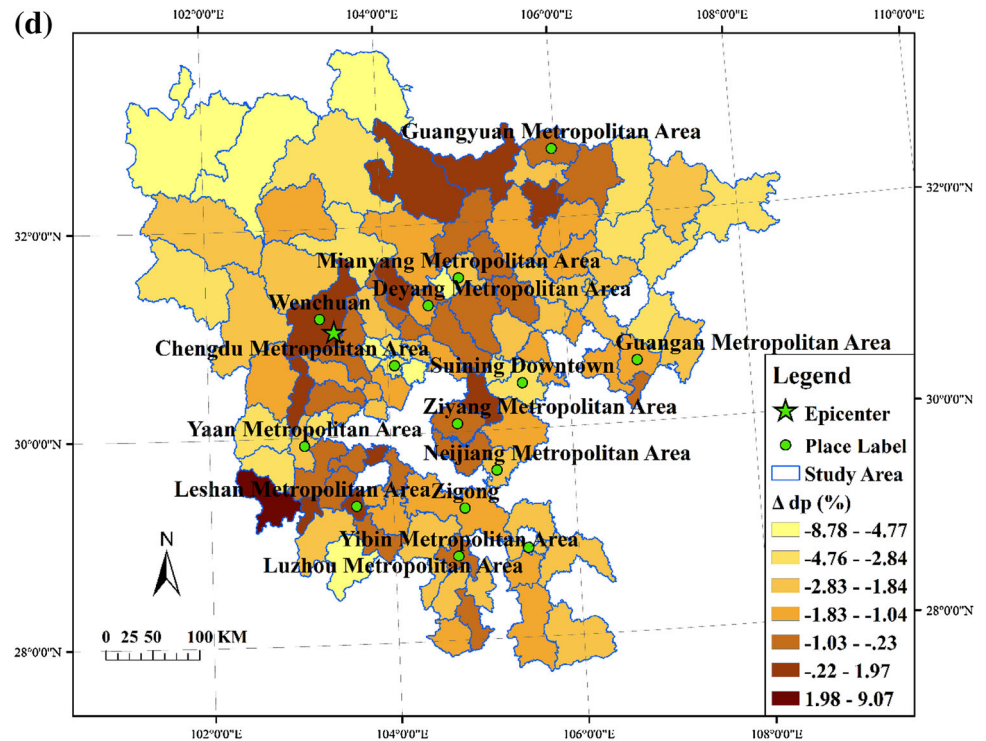 (d)
102°0'0"E 104°0'0"E 106°0'0"E 108°0'0"E 110°0'0"E
Guangyuan Metropolitan Area
32°0'0"N
32°0'0"N
Mianyang Metropolitan Area
Deyang Metropolitan Area
Wenchuan
Guangan Metropolitan Area
Chengdu Metropolitan Area
Suining Downtown
Ziyang Metropolitan Area
30°0'0"N
Yaan Metropolitan Area
30°0'0"N
Neijiang Metropolitan Area
Leshan Metropolitan Area
Zigong
Yibin Metropolitan Area
Luzhou Metropolitan Area
N
0 25 50 100 KM
28°0'0"N
28°0'0"N
Legend
Epicenter
Place Label
Study Area
Δ dp (%)
-8.78 - -4.77
-4.76 - -2.84
-2.83 - -1.84
-1.83 - -1.04
-1.03 - -.23
-.22 - 1.97
1.98 - 9.07
102°0'0"E 104°0'0"E 106°0'0"E 108°0'0"E